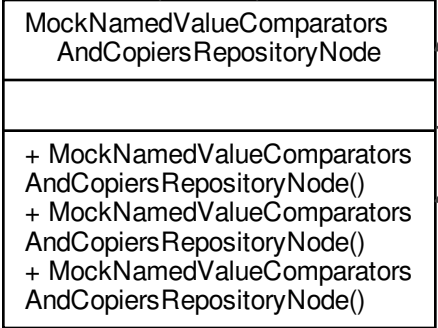 MockNamedValueComparators
AndCopiersRepositoryNode
+ MockNamedValueComparators
AndCopiersRepositoryNode()
+ MockNamedValueComparators
AndCopiersRepositoryNode()
+ MockNamedValueComparators
AndCopiersRepositoryNode()